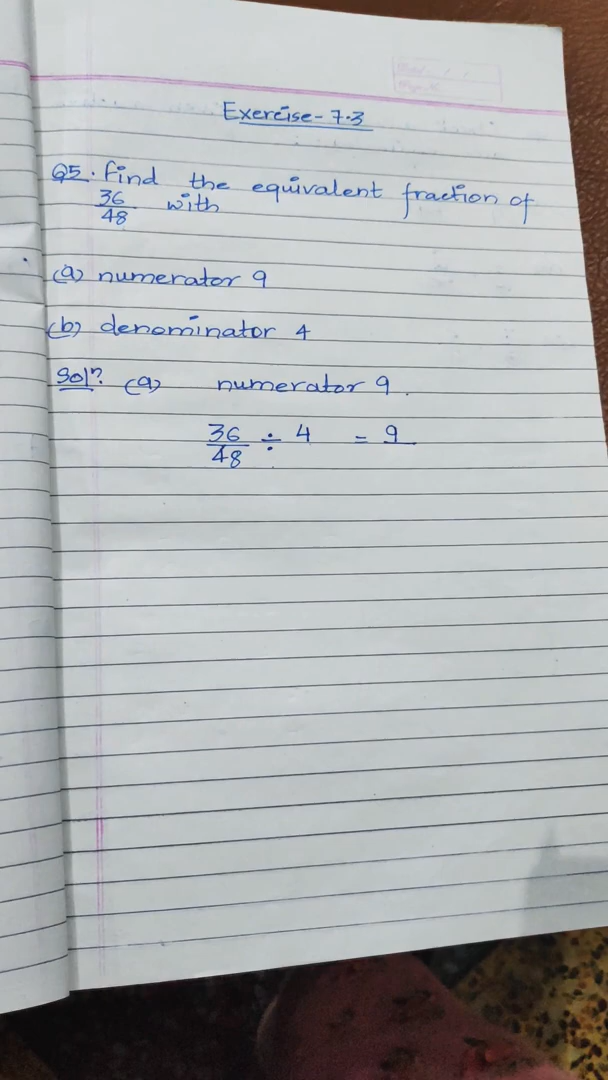 Exercise-7.3
Q5. find the equivalent fraction of
36/48 with
(a) numerator 9
(b) denominator 4
Solⁿ. (a) numerator 9.
36/48 ÷ 4 = 9